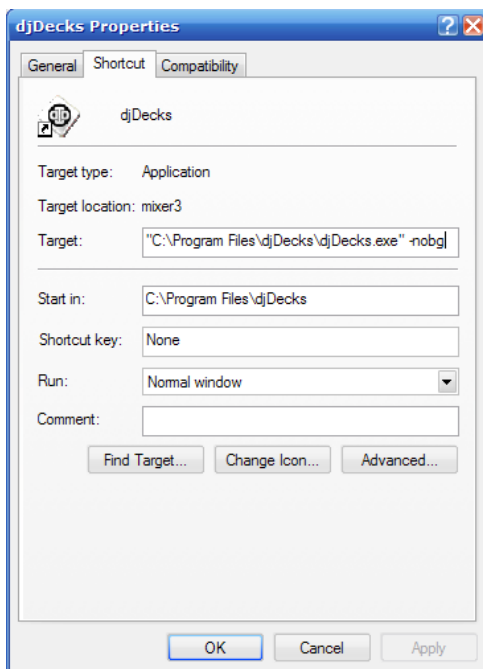 djDecks Properties
General Shortcut Compatibility
djDecks
Target type: Application
Target location: mixer3
Target: "C:\Program Files\djDecks\djDecks.exe" -nobg
Start in: C:\Program Files\djDecks
Shortcut key: None
Run: Normal window
Comment:
Find Target... Change Icon... Advanced...
OK Cancel Apply